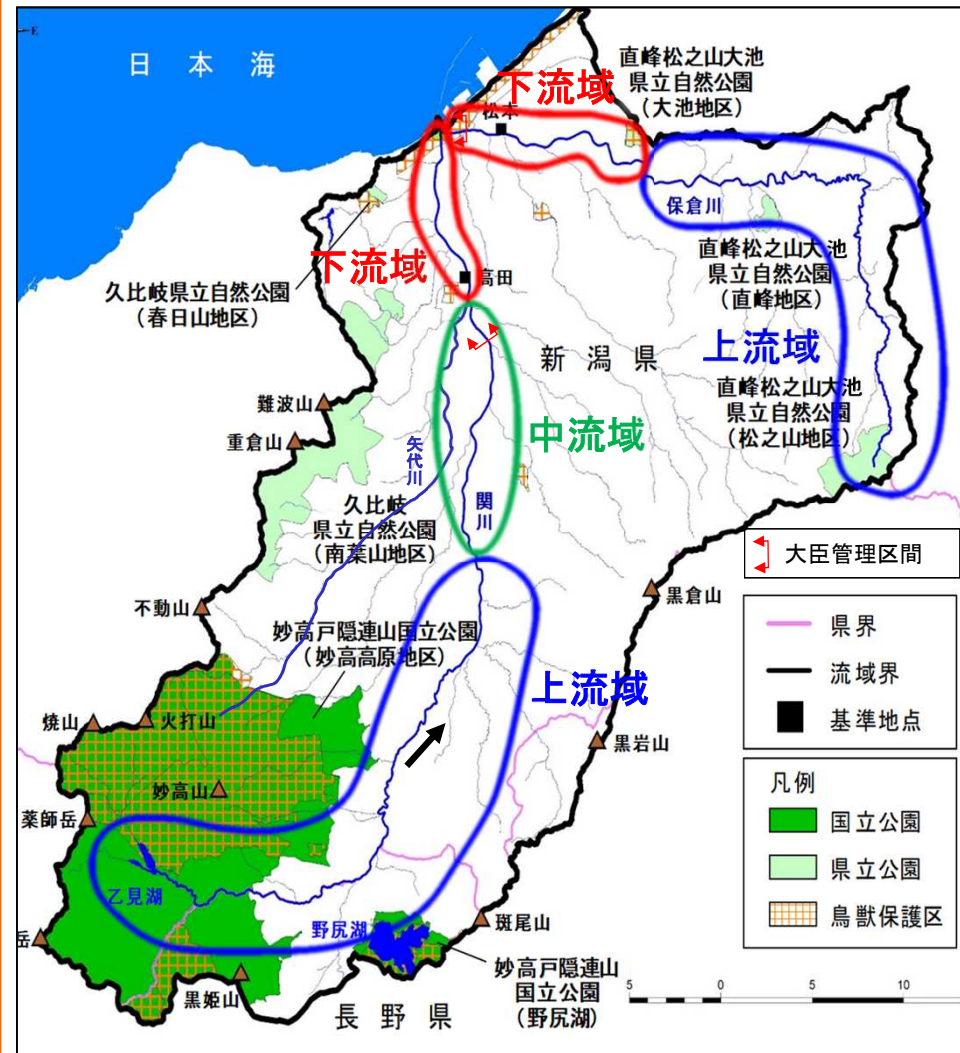 E
日本海
直峰松之山大池
県立自然公園
(大池地区)
下流域
松本
保倉川
下流域
高田
久比岐県立自然公園
(春日山地区)
直峰松之山大池
県立自然公園
(直峰地区)
新潟県
上流域
直峰松之山大池
県立自然公園
(松之山地区)
難波山
重倉山
中流域
矢代川
関川
久比岐
県立自然公園
(南葉山地区)
大臣管理区間
黒倉山
不動山
妙高戸隠連山国立公園
(妙高高原地区)
県界
流域界
基準地点
上流域
焼山
火打山
黒岩山
妙高山
薬師岳
凡例
国立公園
県立公園
鳥獣保護区
乙見湖
野尻湖
斑尾山
岳
黒姫山
妙高戸隠連山
国立公園
(野尻湖)
長野県
5 0 5 10